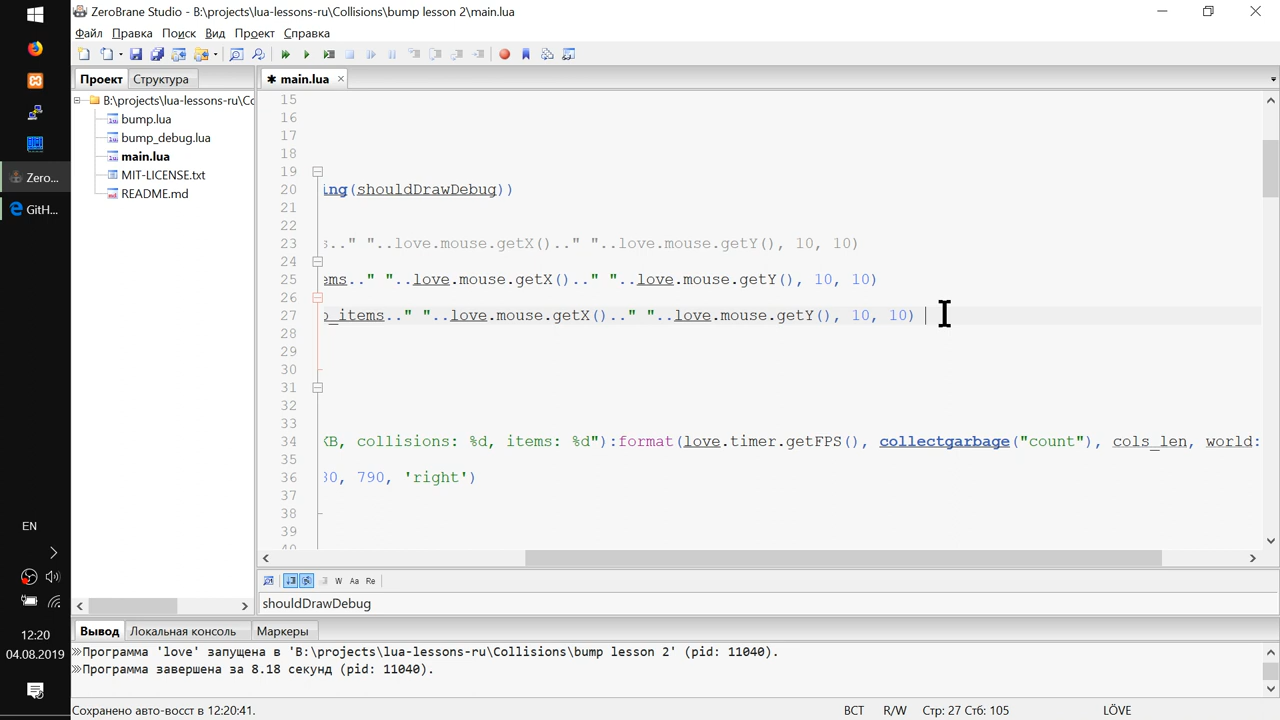 ZeroBrane Studio - B:\projects\lua-lessons-ru\Collisions\bump lesson 2\main.lua
Файл Правка Поиск Вид Проект Справка
Проект Структура
main.lua
B:\projects\lua-lessons-ru\Cc
bump.lua
bump_debug.lua
main.lua
MIT-LICENSE.txt
README.md
15
16
17
18
19
20 ing(shouldDrawDebug))
21
22
23 s.." "..love.mouse.getX().." "..love.mouse.getY(), 10, 10)
24
25 ems.." "..love.mouse.getX().." "..love.mouse.getY(), 10, 10)
26
27 p_items.." "..love.mouse.getX().." "..love.mouse.getY(), 10, 10)
28
29
30
31
32
33
34 KB, collisions: %d, items: %d"):format(love.timer.getFPS(), collectgarbage("count"), cols_len, world:
35
36 80, 790, 'right')
37
38
39
40
W Aa Re
shouldDrawDebug
Вывод Локальная консоль Маркеры
Программа 'love' запущена в 'B:\projects\lua-lessons-ru\Collisions\bump lesson 2' (pid: 11040).
Программа завершена за 8.18 секунд (pid: 11040).
Сохранено авто-восст в 12:20:41.
ВСТ R/W Стр: 27 Стб: 105 LÖVE
Zero...
GitH...
EN
12:20
04.08.2019